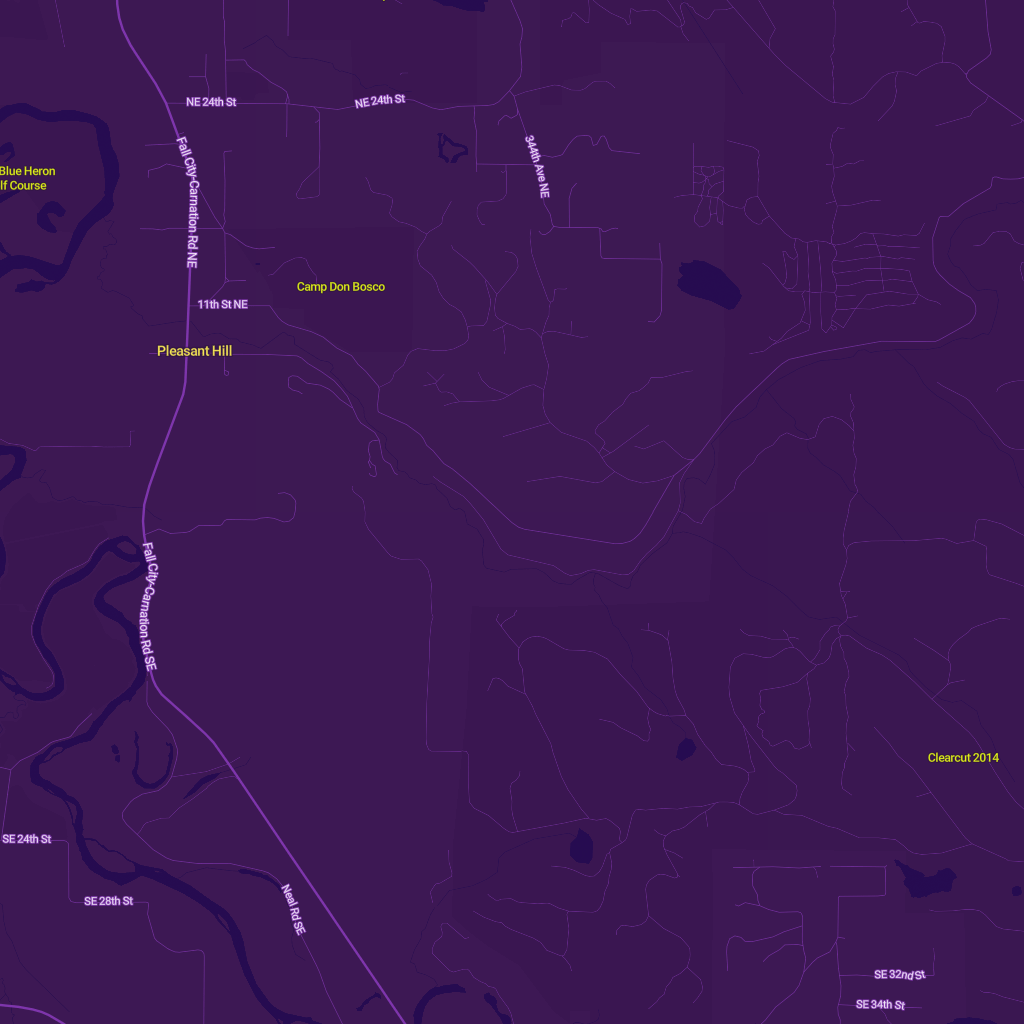 NE 24th St
NE 24th St
Fall City-Carnation Rd NE
344th Ave NE
Blue Heron
lf Course
Camp Don Bosco
11th St NE
Pleasant Hill
Fall City-Carnation Rd SE
Clearcut 2014
SE 24th St
SE 28th St
Neal Rd SE
SE 32nd St
SE 34th St